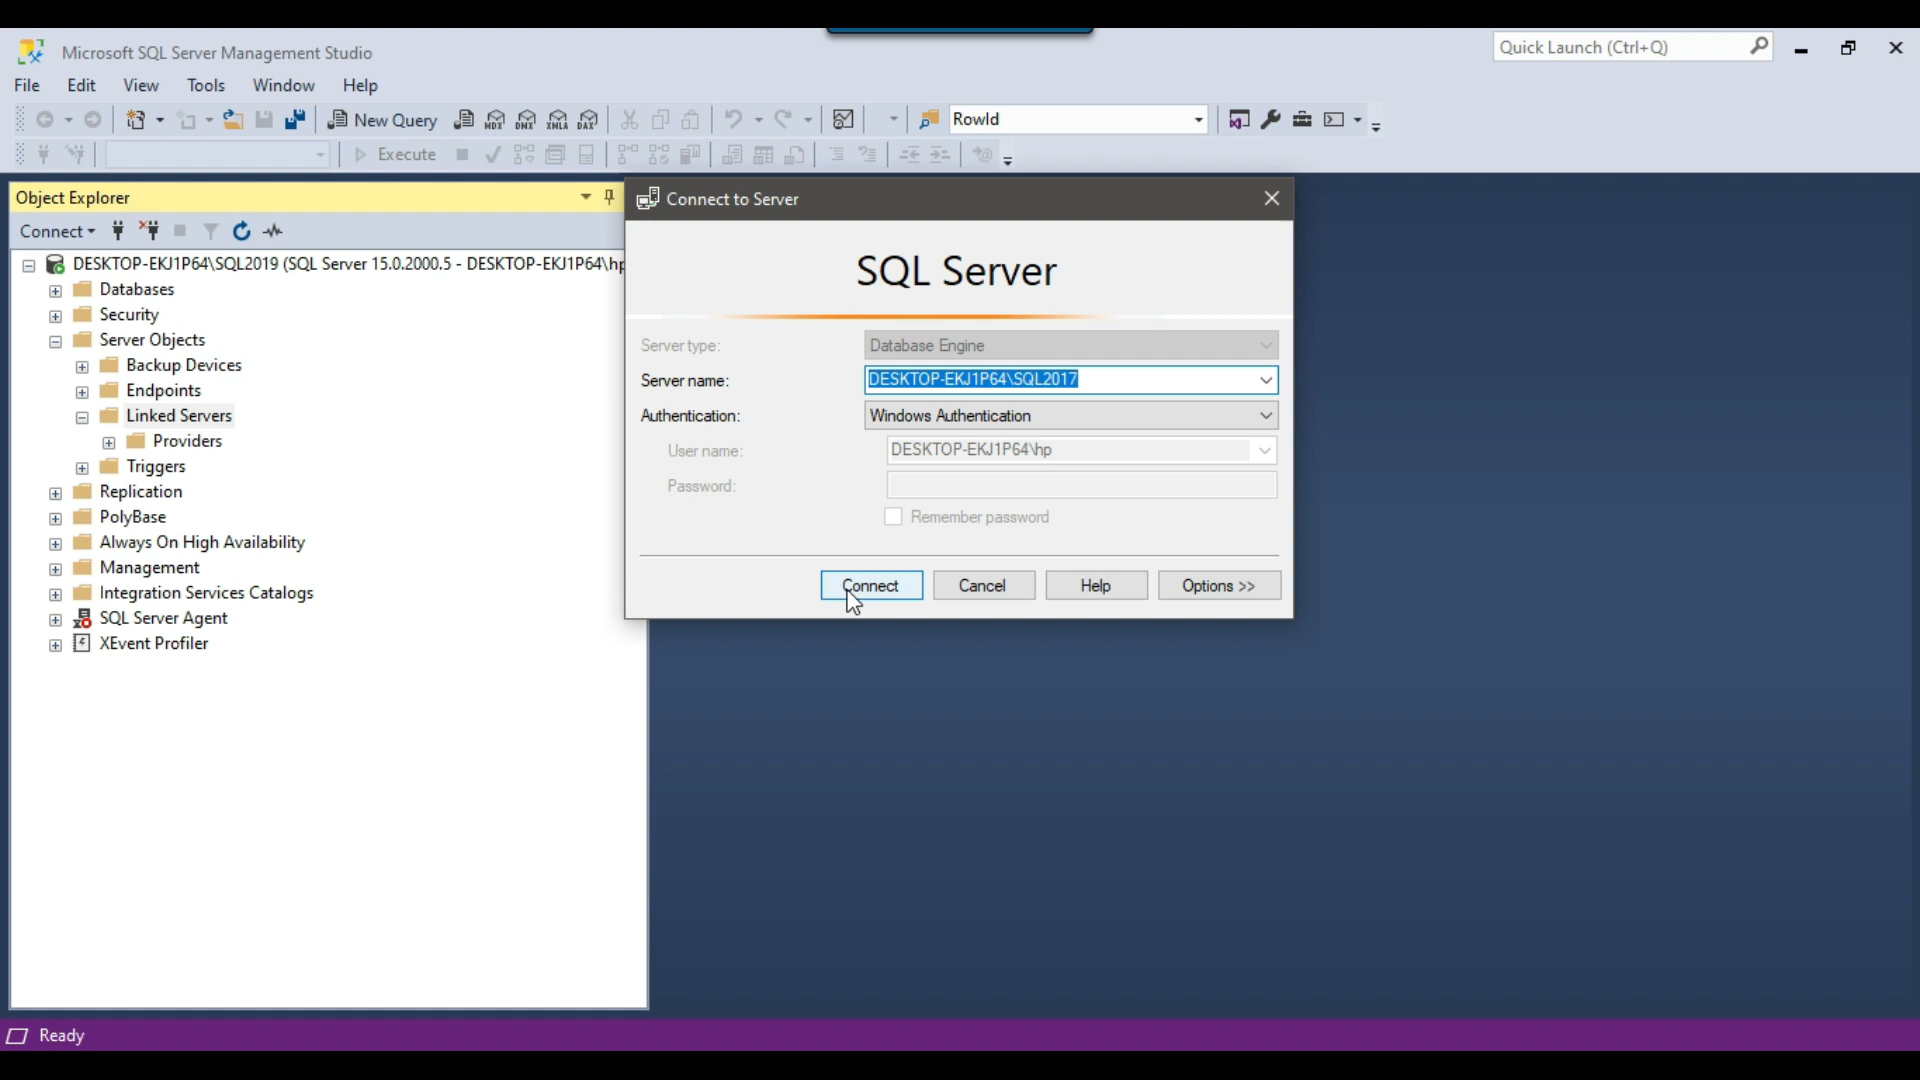 Microsoft SQL Server Management Studio
Quick Launch (Ctrl+Q)
File Edit View Tools Window Help
New Query MDX DMX XMLA DAX RowId
Execute
Object Explorer
Connect
DESKTOP-EKJ1P64\SQL2019 (SQL Server 15.0.2000.5 - DESKTOP-EKJ1P64\hp
Databases
Security
Server Objects
Backup Devices
Endpoints
Linked Servers
Providers
Triggers
Replication
PolyBase
Always On High Availability
Management
Integration Services Catalogs
SQL Server Agent
XEvent Profiler
Connect to Server
SQL Server
Server type: Database Engine
Server name: DESKTOP-EKJ1P64\SQL2017
Authentication: Windows Authentication
User name: DESKTOP-EKJ1P64\hp
Password:
Remember password
Connect Cancel Help Options >>
Ready